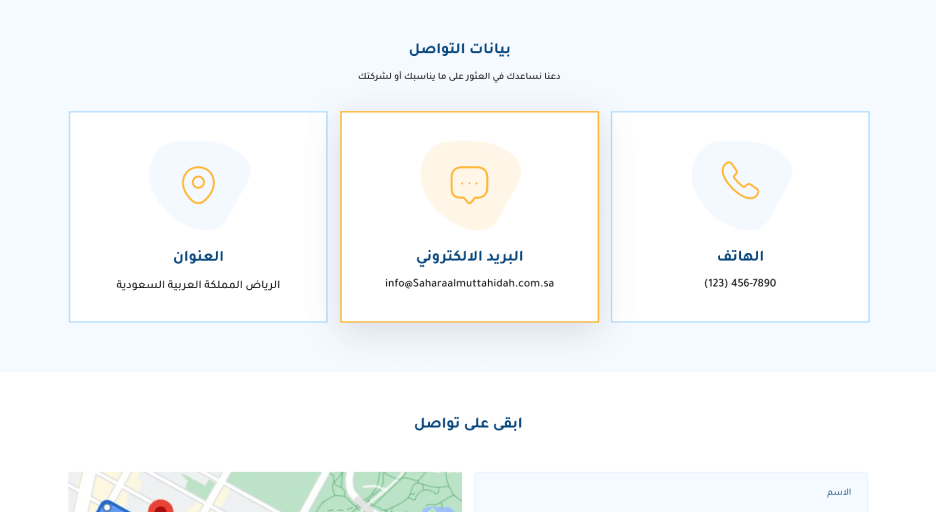 بيانات التواصل
دعنا نساعدك في العثور على ما يناسبك أو لشركتك
الهاتف
(123) 456-7890
البريد الالكتروني
info@Saharaalmuttahidah.com.sa
العنوان
الرياض المملكة العربية السعودية
ابقى على تواصل
الاسم